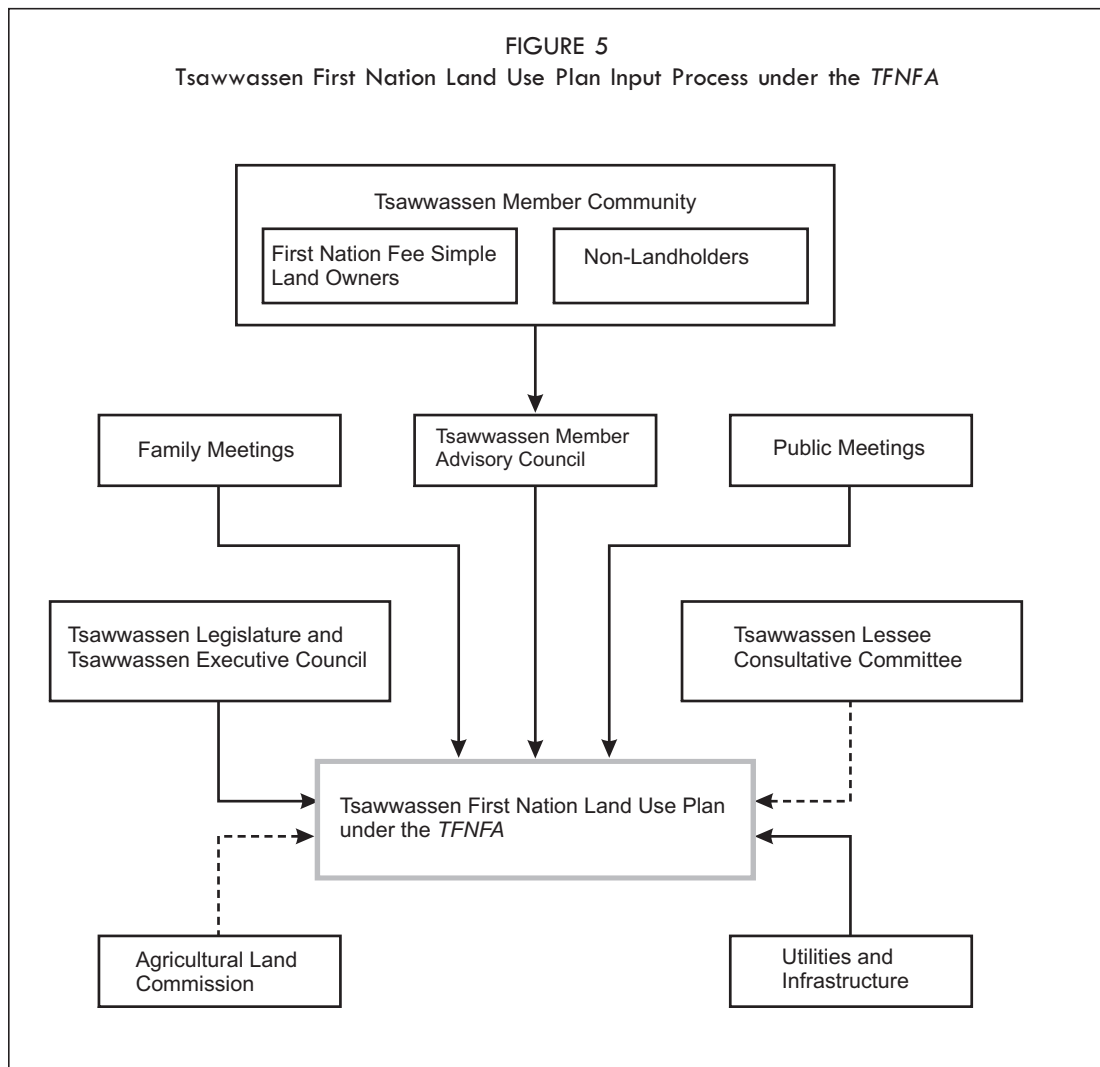 FIGURE 5
Tsawwassen First Nation Land Use Plan Input Process under the TFNFA
Tsawwassen Member Community
First Nation Fee Simple
Land Owners
Non-Landholders
Family Meetings
Tsawwassen Member
Advisory Council
Public Meetings
Tsawwassen Legislature and
Tsawwassen Executive Council
Tsawwassen Lessee
Consultative Committee
Tsawwassen First Nation Land Use Plan
under the TFNFA
Agricultural Land
Commission
Utilities and
Infrastructure